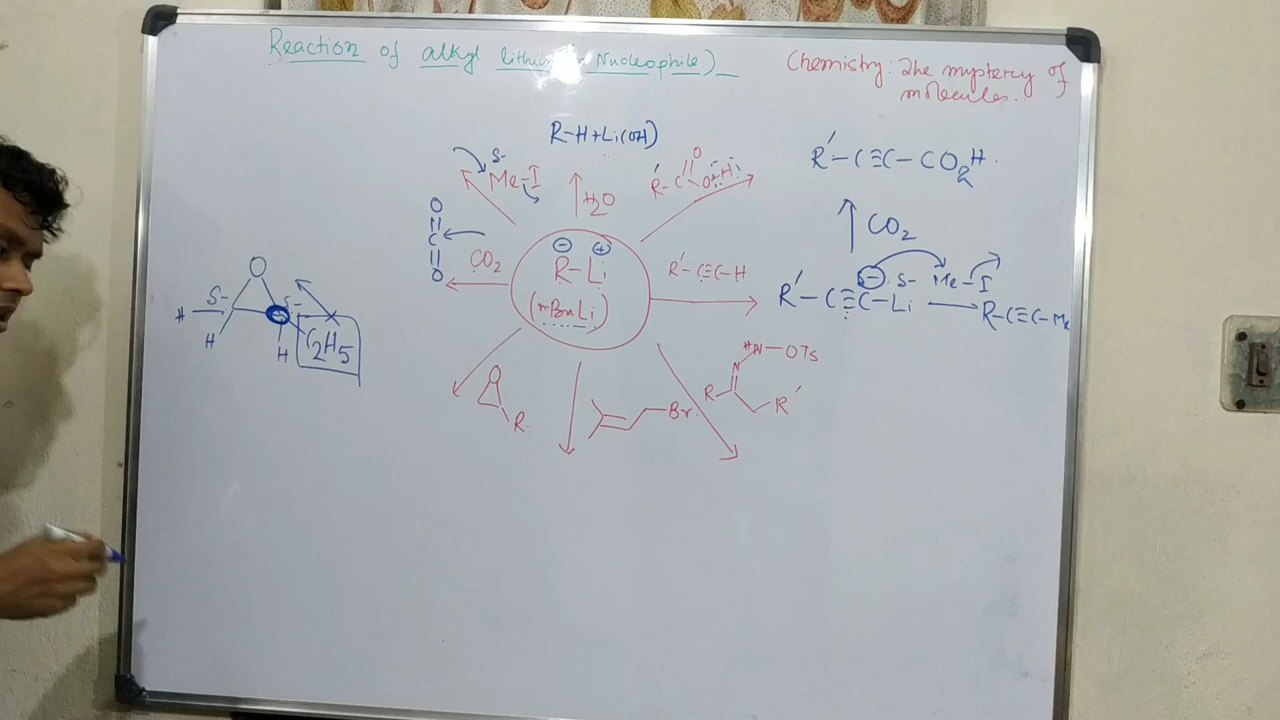 Reaction of alkyl lithium (Nucleophile)
Chemistry: The mystery of
molecules..
R-H+Li(OH)
R′-C≡C-CO2H.
S-
Me-I
H2O
O
R′-C
O
H
CO2
O
C
O
CO2
⊖ ⊕
R-Li
(n-BuLi)
R′-C≡C-H
S- S- Me-I
R′-C≡C-Li
R-C≡C-Me
O
S-
S-
H
H
H
C2H5
O
R.
Br
HN-OTs
N
R
R′